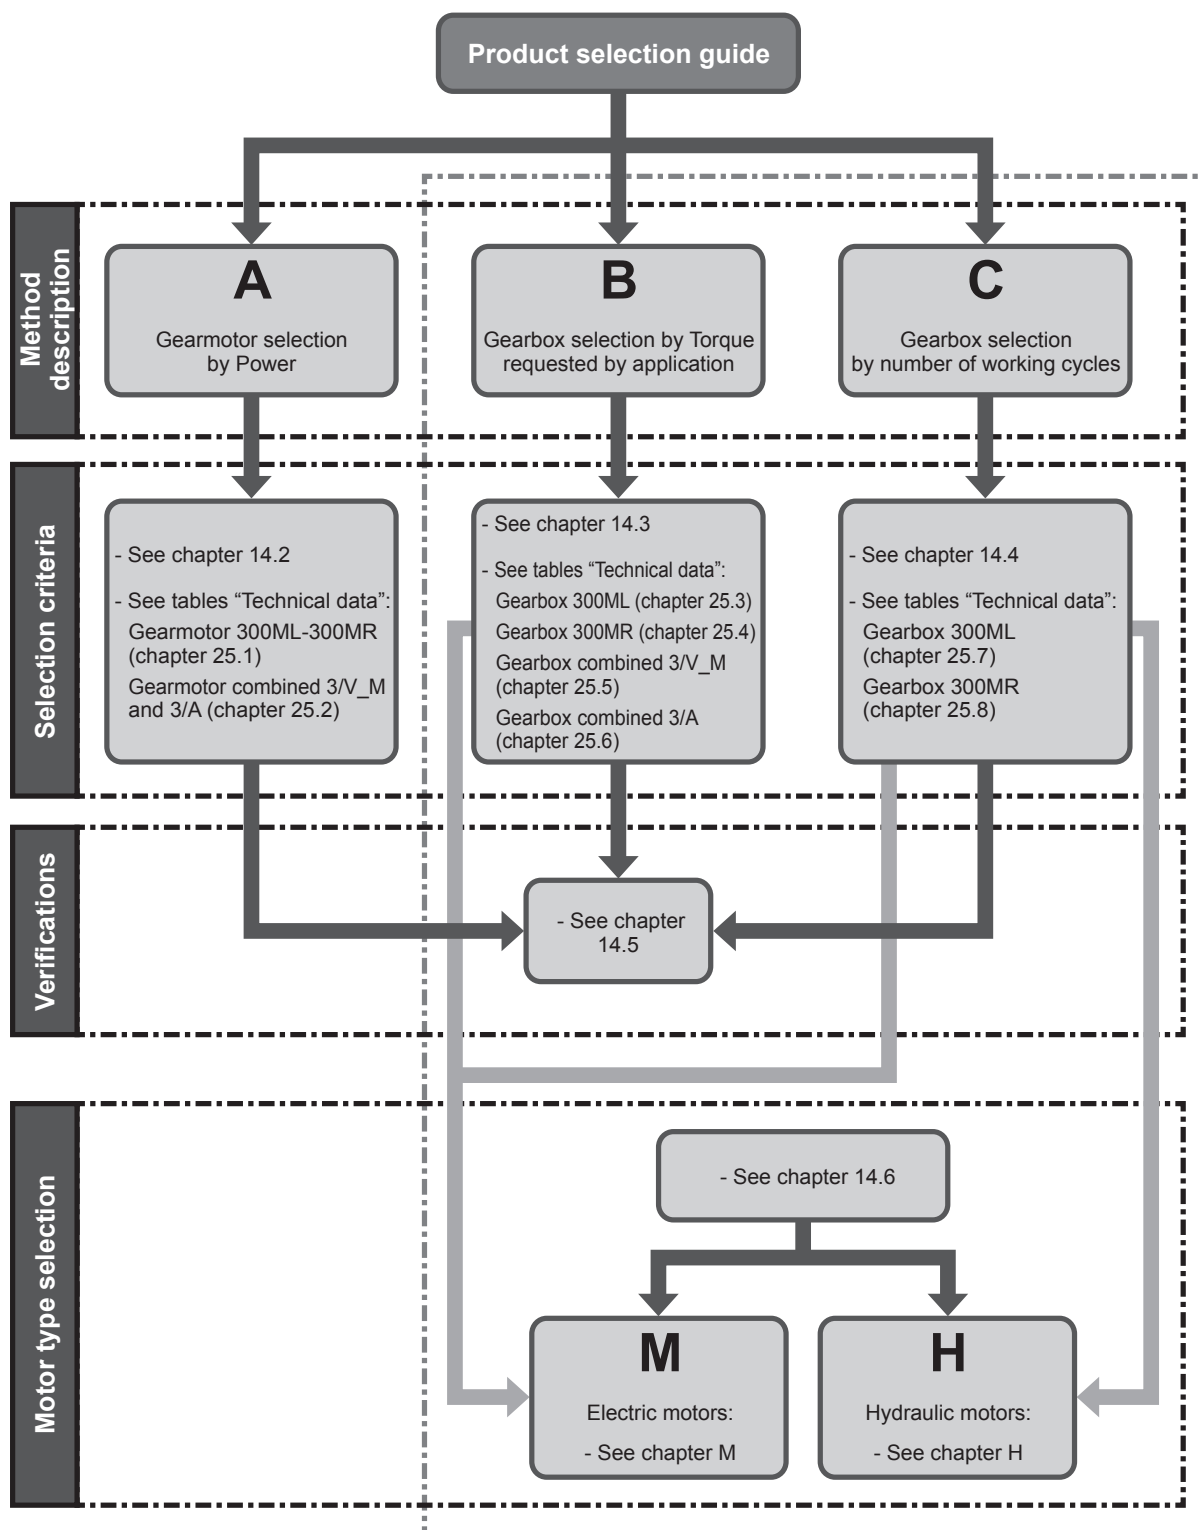 Product selection guide
Method
description
A
Gearmotor selection
by Power
B
Gearbox selection by Torque
requested by application
C
Gearbox selection
by number of working cycles
Selection criteria
- See chapter 14.2
- See tables “Technical data”:
Gearmotor 300ML-300MR
(chapter 25.1)
Gearmotor combined 3/V_M
and 3/A (chapter 25.2)
- See chapter 14.3
- See tables “Technical data”:
Gearbox 300ML (chapter 25.3)
Gearbox 300MR (chapter 25.4)
Gearbox combined 3/V_M
(chapter 25.5)
Gearbox combined 3/A
(chapter 25.6)
- See chapter 14.4
- See tables “Technical data”:
Gearbox 300ML
(chapter 25.7)
Gearbox 300MR
(chapter 25.8)
Verifications
- See chapter
14.5
Motor type selection
- See chapter 14.6
M
Electric motors:
- See chapter M
H
Hydraulic motors:
- See chapter H